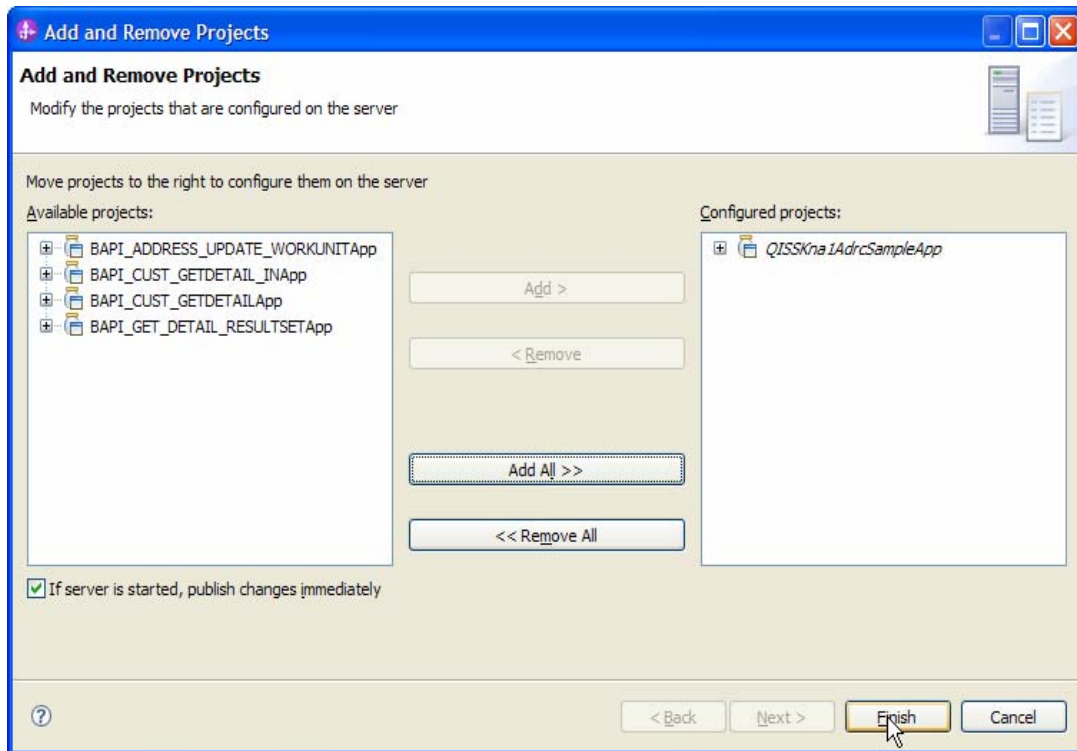 Add and Remove Projects
Add and Remove Projects
Modify the projects that are configured on the server
Move projects to the right to configure them on the server
Available projects:
Configured projects:
BAPI_ADDRESS_UPDATE_WORKUNITApp
BAPI_CUST_GETDETAIL_INApp
BAPI_CUST_GETDETAILApp
BAPI_GET_DETAIL_RESULTSETApp
Add >
< Remove
Add All >>
<< Remove All
QISSKna1AdrcSampleApp
If server is started, publish changes immediately
?
< Back
Next >
Finish
Cancel